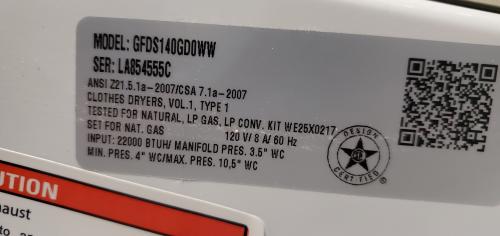 MODEL: GFDS140GD0WW
SER: LA854555C
ANSI Z21.5.1a-2007/CSA 7.1a-2007
CLOTHES DRYERS, VOL.1, TYPE 1
TESTED FOR NATURAL, LP GAS, LP CONV. KIT WE25X0217
SET FOR NAT. GAS 120 V/ 8 A/ 60 Hz
INPUT: 22000 BTUH/ MANIFOLD PRES. 3.5" WC
MIN. PRES. 4" WC/MAX. PRES. 10,5" WC
DESIGN
CERTIFIED
®
UTION
xhaust